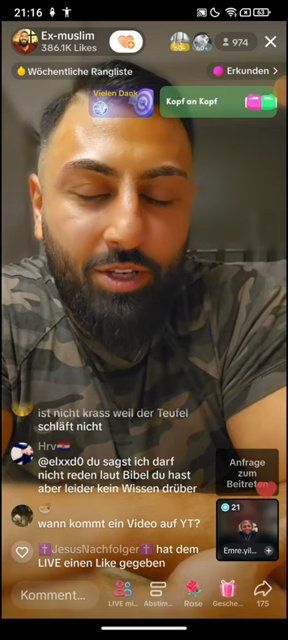 21:16
63
Ex-muslim
386.1K Likes
974
Wöchentliche Rangliste
Erkunden
Vielen Dank
Kopf an Kopf
ist nicht krass weil der Teufel
schläft nicht
Hrv
@elxxd0 du sagst ich darf
nicht reden laut Bibel du hast
aber leider kein Wissen drüber
wann kommt ein Video auf YT?
JesusNachfolger hat dem
LIVE einen Like gegeben
Anfrage
zum
Beitreten
21
Emre.yil...
Komment...
LIVE mi...
Abstim...
Rose
Gesche...
175